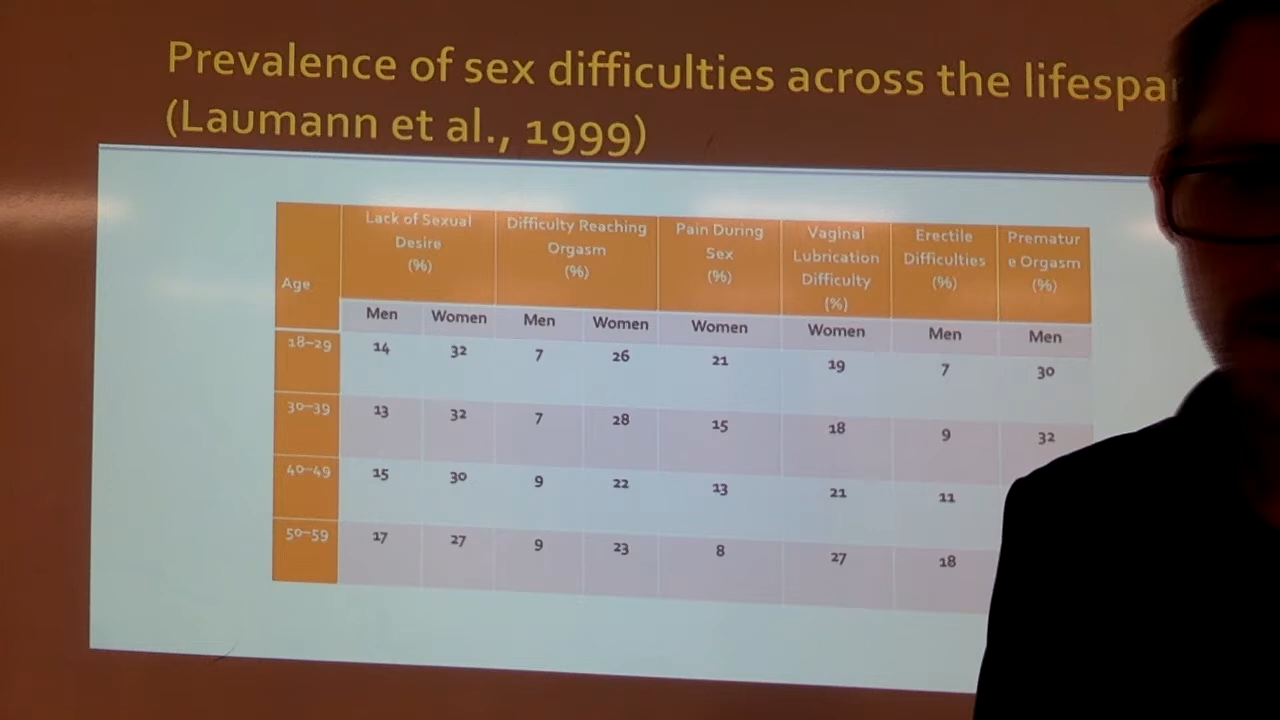 Prevalence of sex difficulties across the lifespa
(Laumann et al., 1999)
Age
Lack of Sexual
Desire
(%)
Difficulty Reaching
Orgasm
(%)
Pain During
Sex
(%)
Vaginal
Lubrication
Difficulty
(%)
Erectile
Difficulties
(%)
Prematur
e Orgasm
(%)
Men Women Men Women Women Women Men Men
18–29 14 32 7 26 21 19 7 30
30–39 13 32 7 28 15 18 9 32
40–49 15 30 9 22 13 21 11
50–59 17 27 9 23 8 27 18